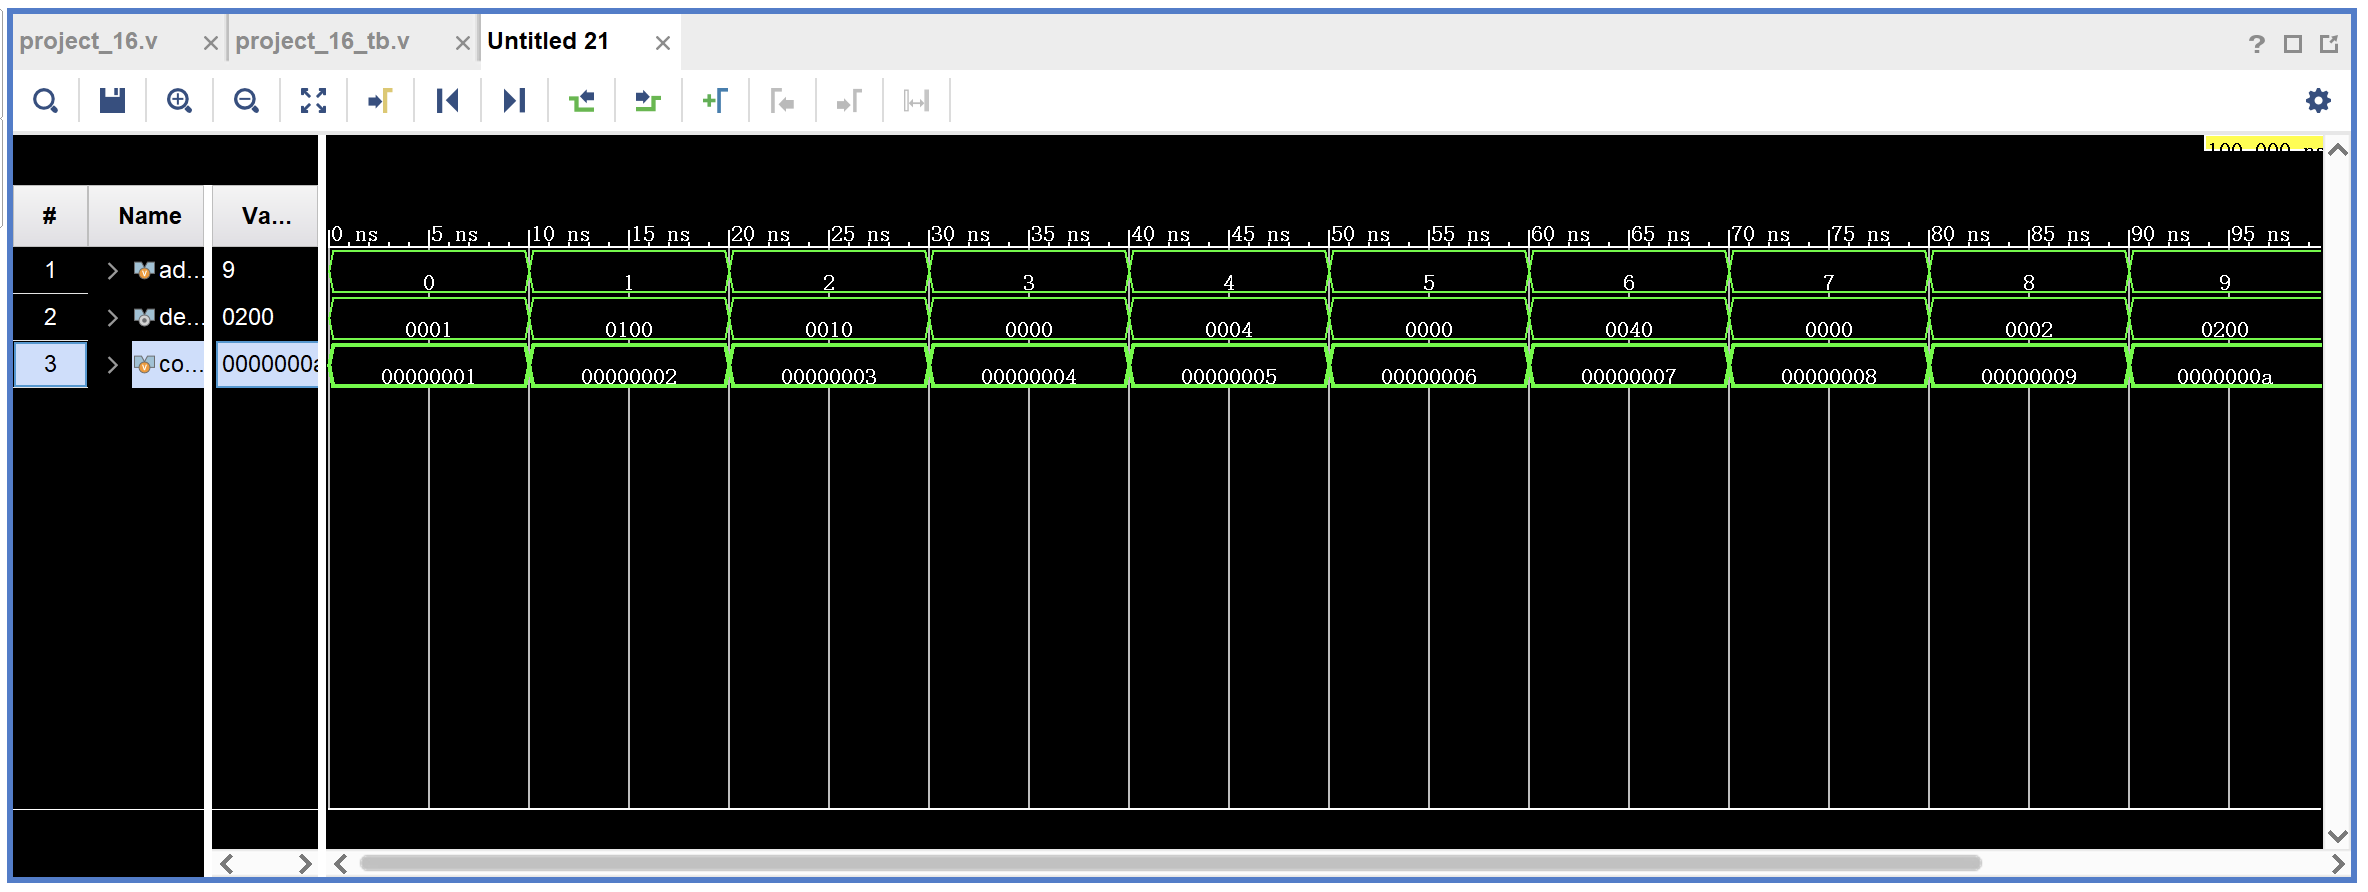 project_16.v project_16_tb.v Untitled 21
?
100.000 ns
# Name Va...
0 ns 5 ns 10 ns 15 ns 20 ns 25 ns 30 ns 35 ns 40 ns 45 ns 50 ns 55 ns 60 ns 65 ns 70 ns 75 ns 80 ns 85 ns 90 ns 95 ns
1 ad... 9 0 1 2 3 4 5 6 7 8 9
2 de... 0200 0001 0100 0010 0000 0004 0000 0040 0000 0002 0200
3 co... 0000000a 00000001 00000002 00000003 00000004 00000005 00000006 00000007 00000008 00000009 0000000a